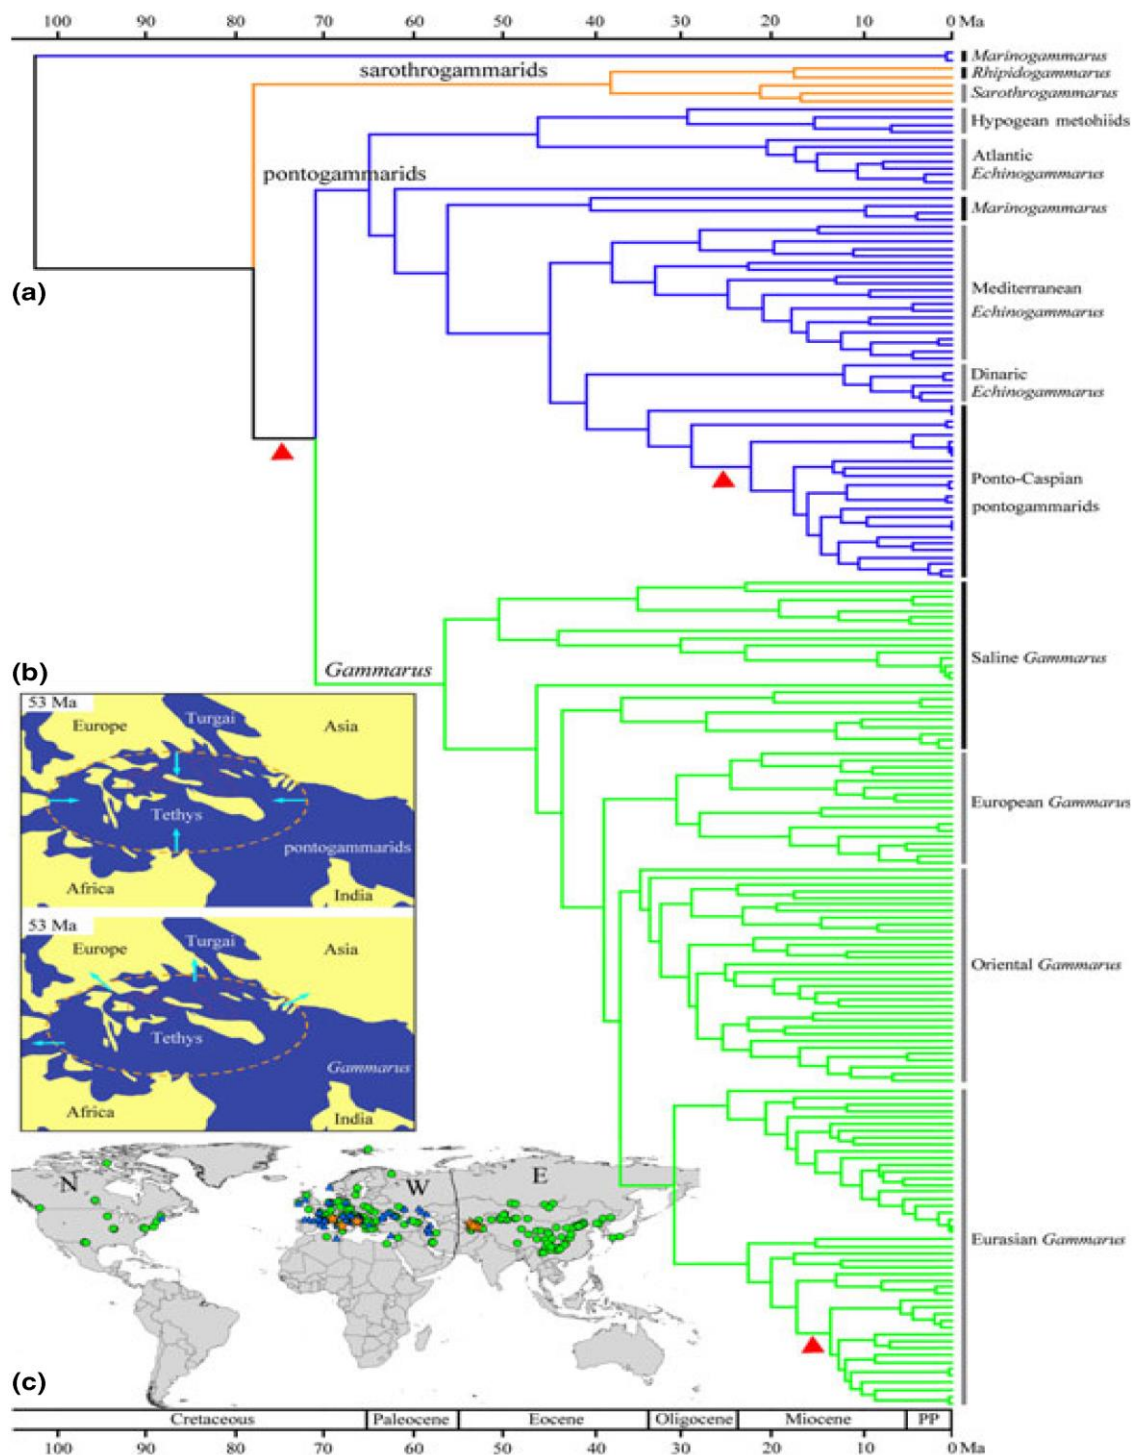 100 90 80 70 60 50 40 30 20 10 0 Ma
Marinogammarus
sarothrogammarids
Rhipidogammarus
Sarothrogammarus
Hypogean metohiids
Atlantic
Echinogammarus
pontogammarids
Marinogammarus
(a)
Mediterranean
Echinogammarus
Dinaric
Echinogammarus
Ponto-Caspian
pontogammarids
Saline Gammarus
Gammarus
(b)
53 Ma
Europe
Turgai
Asia
Tethys
pontogammarids
Africa
India
53 Ma
Europe
Turgai
Asia
Tethys
Gammarus
Africa
India
European Gammarus
Oriental Gammarus
Eurasian Gammarus
N
W
E
(c)
Cretaceous Paleocene Eocene Oligocene Miocene PP
100 90 80 70 60 50 40 30 20 10 0 Ma